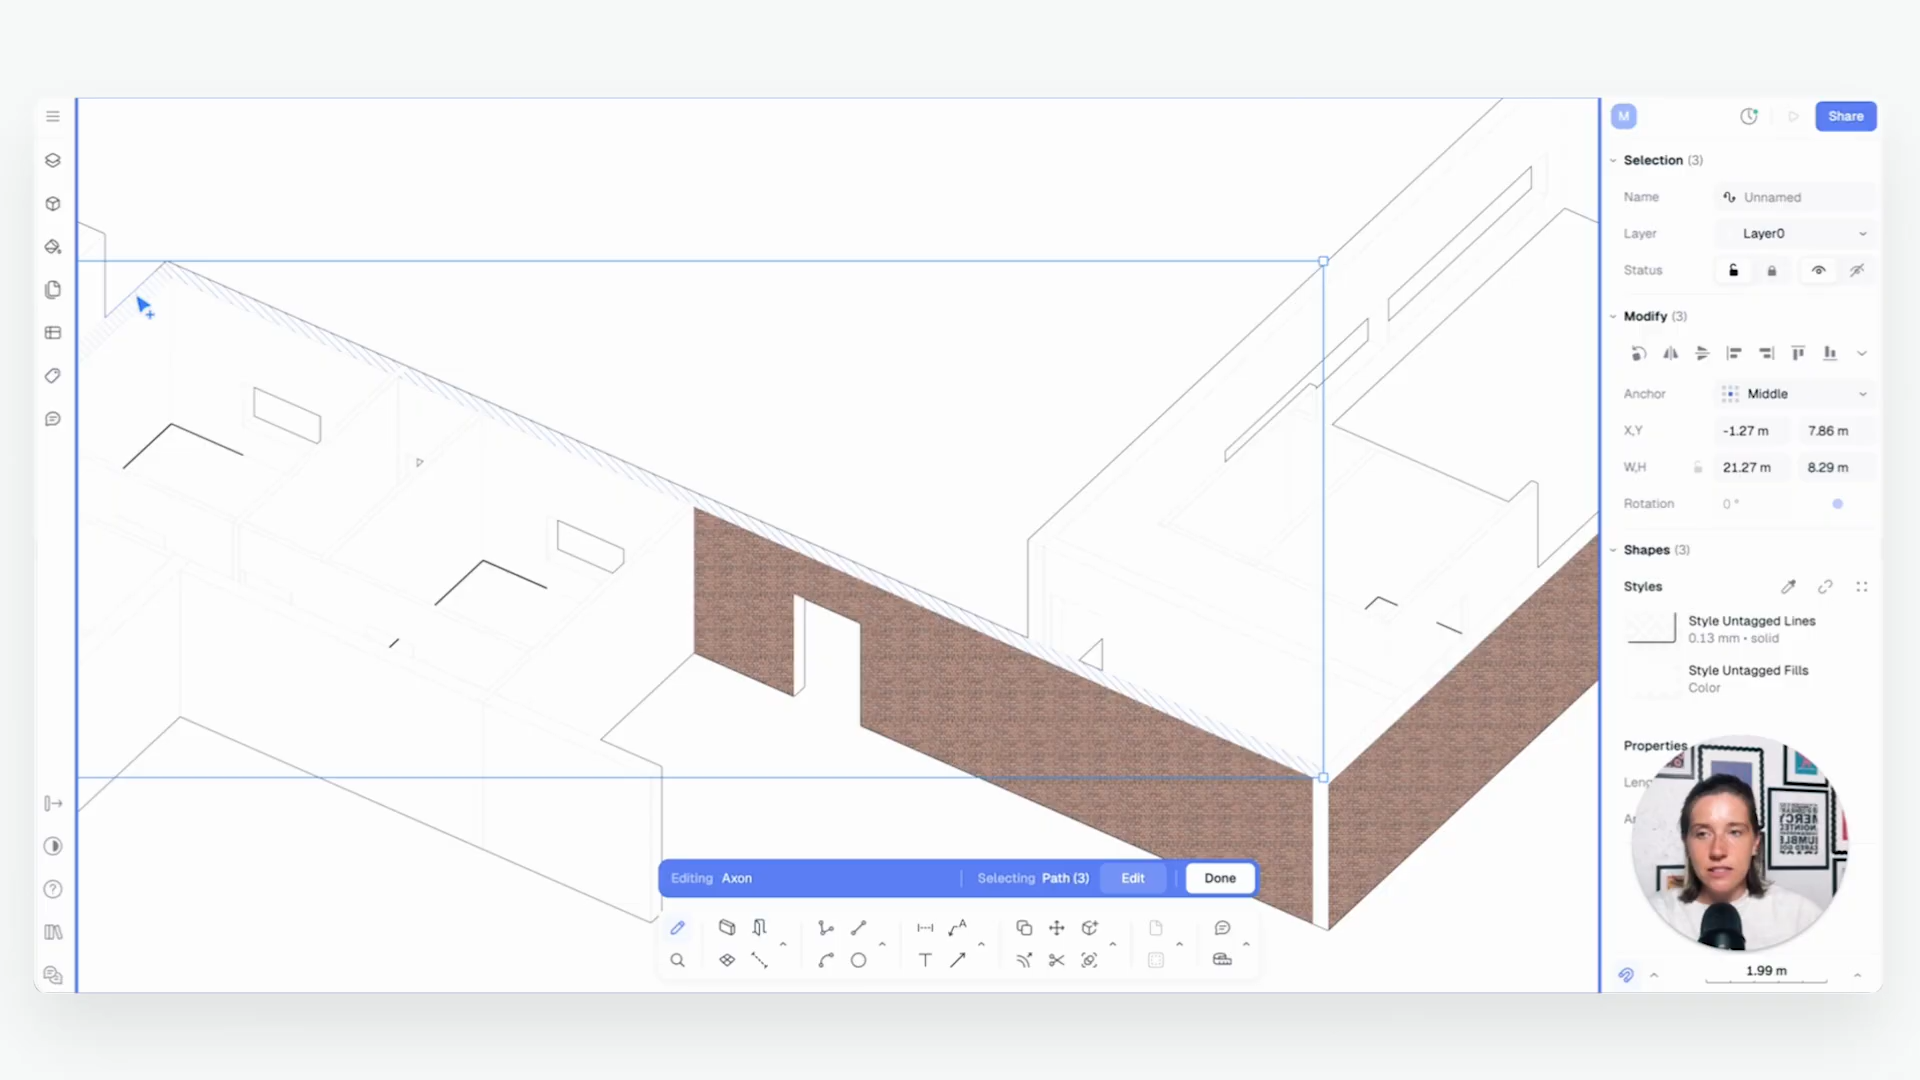 M
Share
Selection (3)
Name
Unnamed
Layer
Layer0
Status
Modify (3)
Anchor
Middle
X,Y
-1.27 m
7.86 m
W,H
21.27 m
8.29 m
Rotation
0 °
Shapes (3)
Styles
Style Untagged Lines
0.13 mm • solid
Style Untagged Fills
Color
Properties
Editing Axon
Selecting Path (3)
Edit
Done
1.99 m